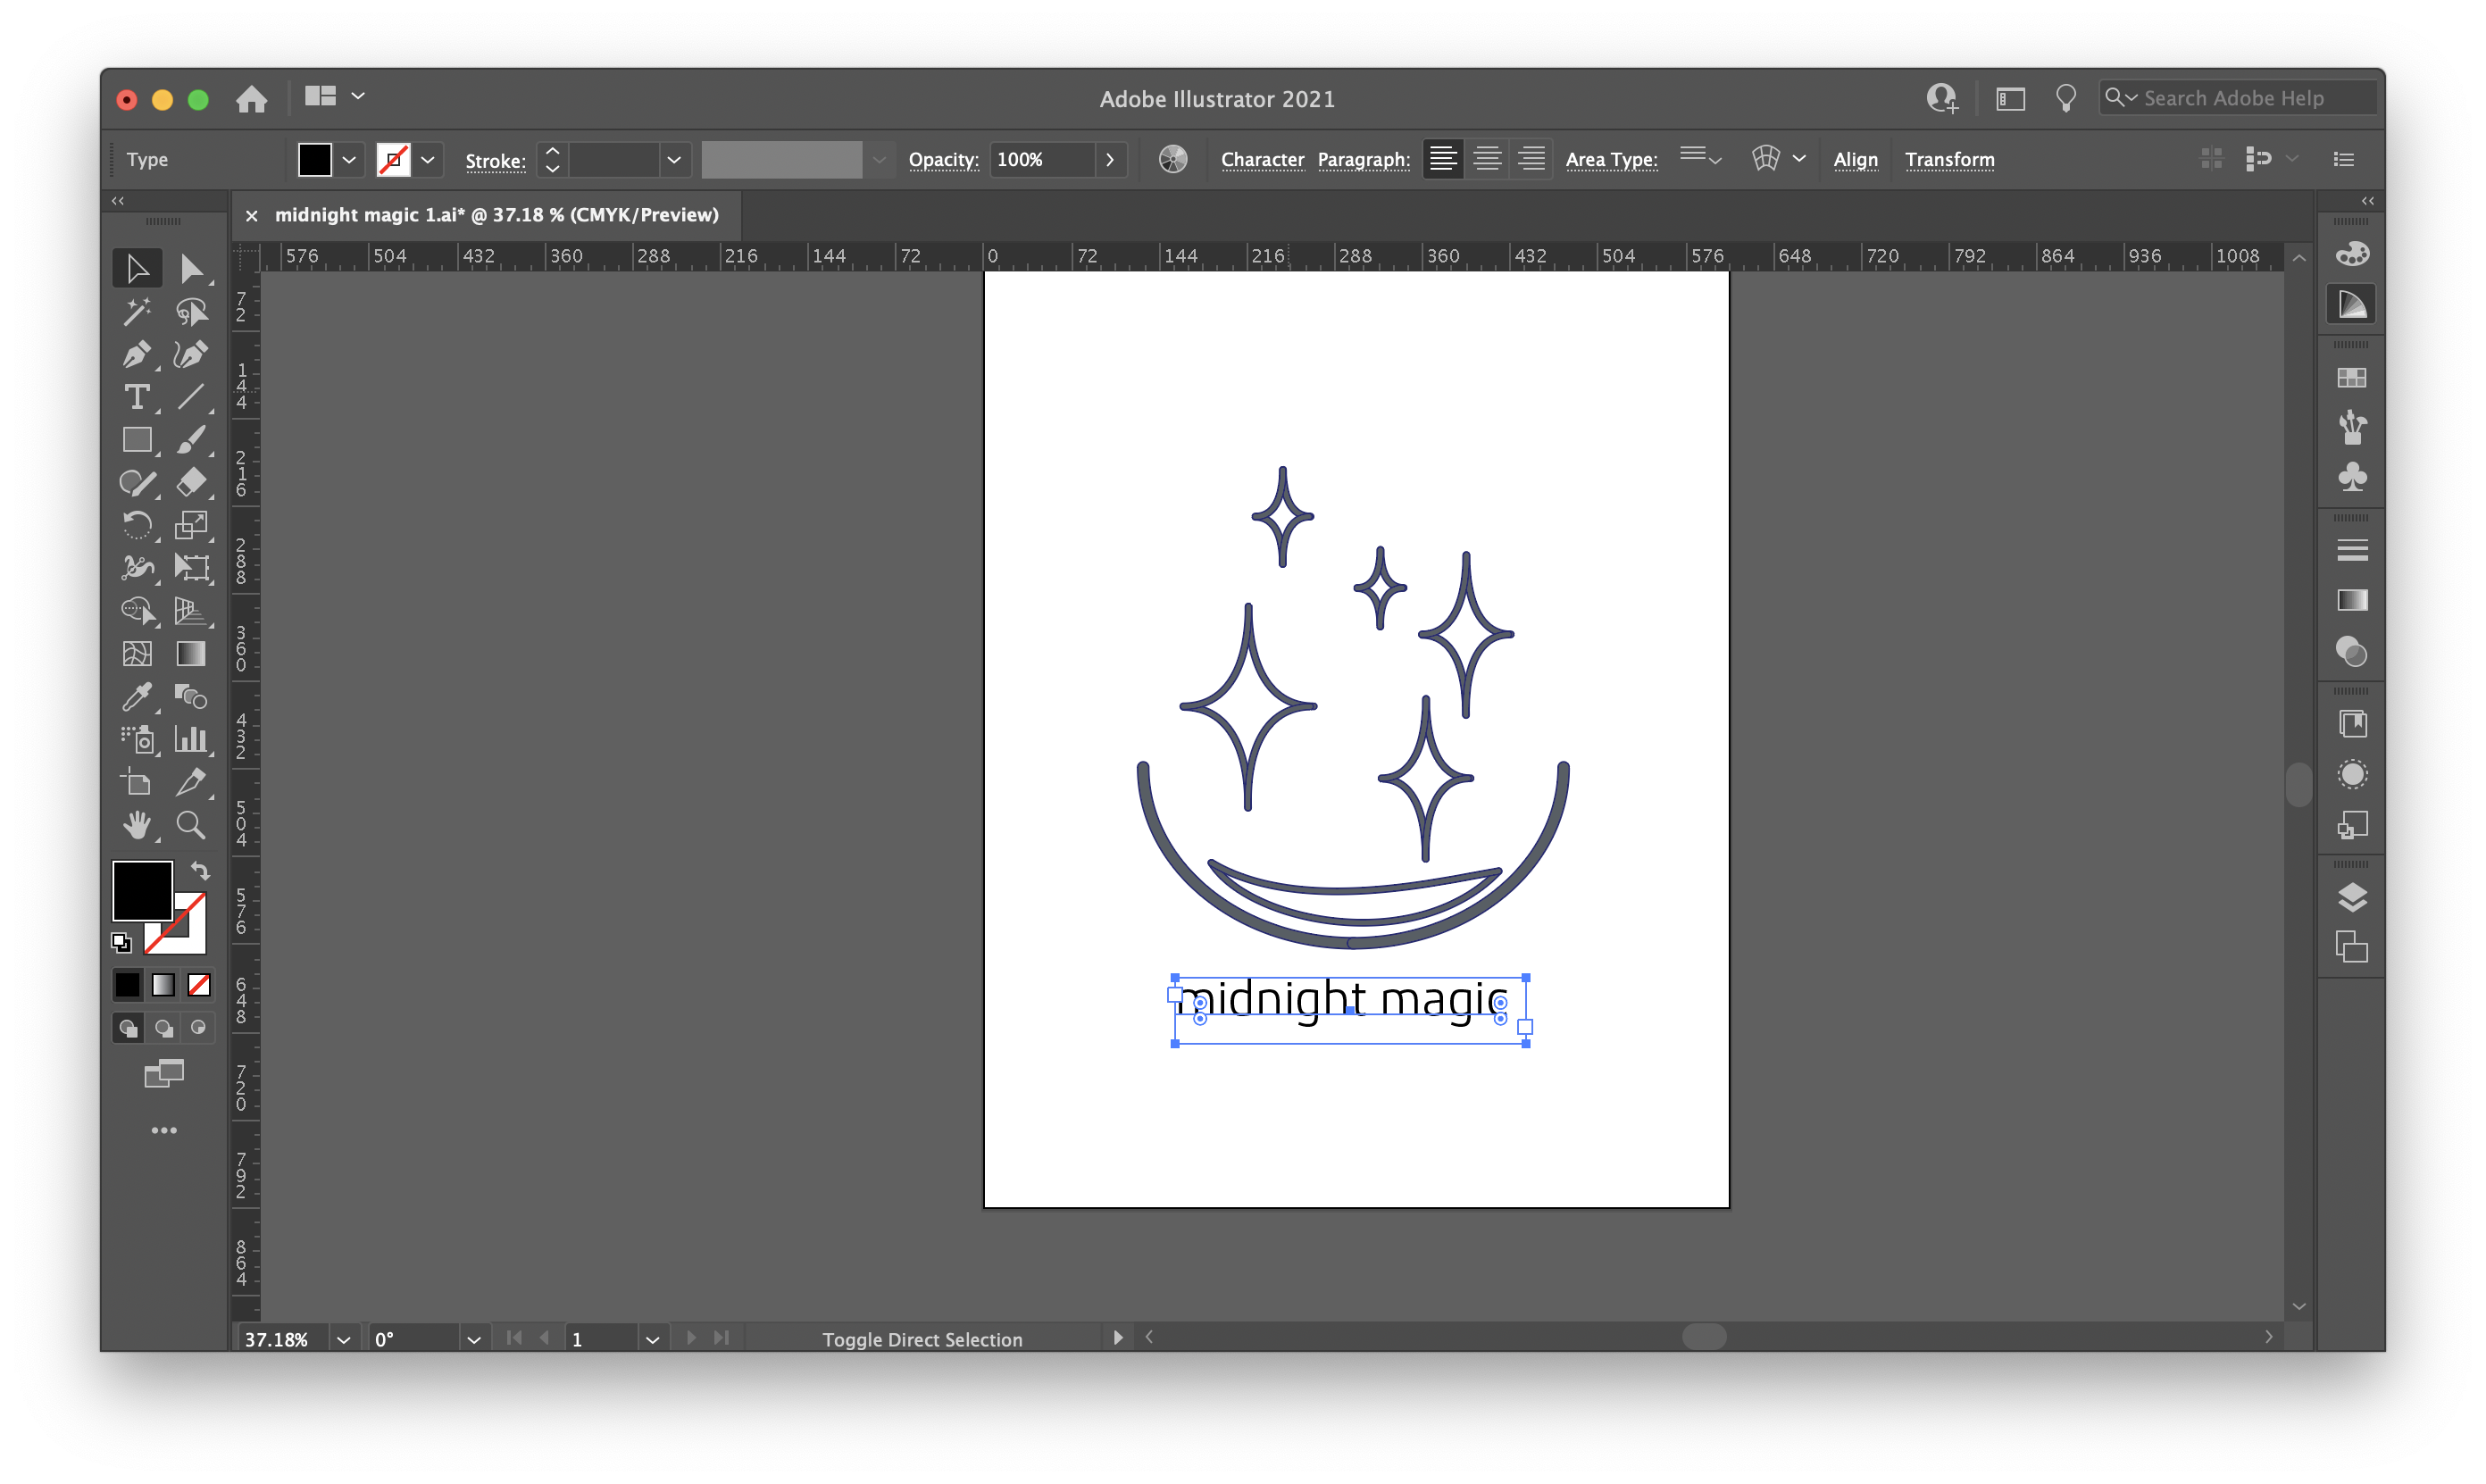 Adobe Illustrator 2021
Search Adobe Help
Type
Stroke:
Opacity: 100%
Character Paragraph:
Area Type:
Align
Transform
midnight magic 1.ai* @ 37.18 % (CMYK/Preview)
576 504 432 360 288 216 144 72 0 72 144 216 288 360 432 504 576 648 720 792 864 936 1008
72
144
216
288
360
432
504
576
648
720
792
864
midnight magic
37.18% 0° 1 Toggle Direct Selection